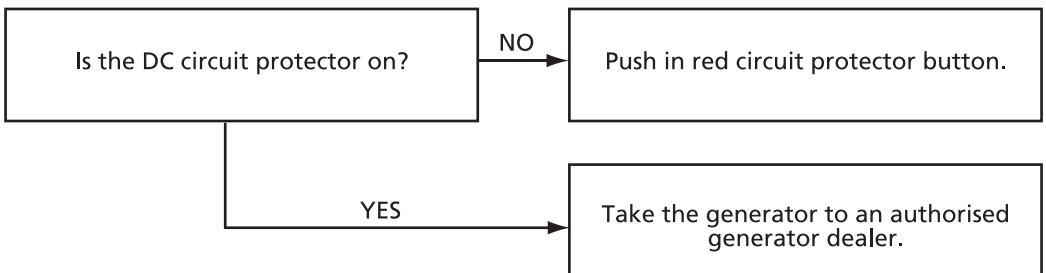 Is the DC circuit protector on?
NO
Push in red circuit protector button.
YES
Take the generator to an authorised
generator dealer.